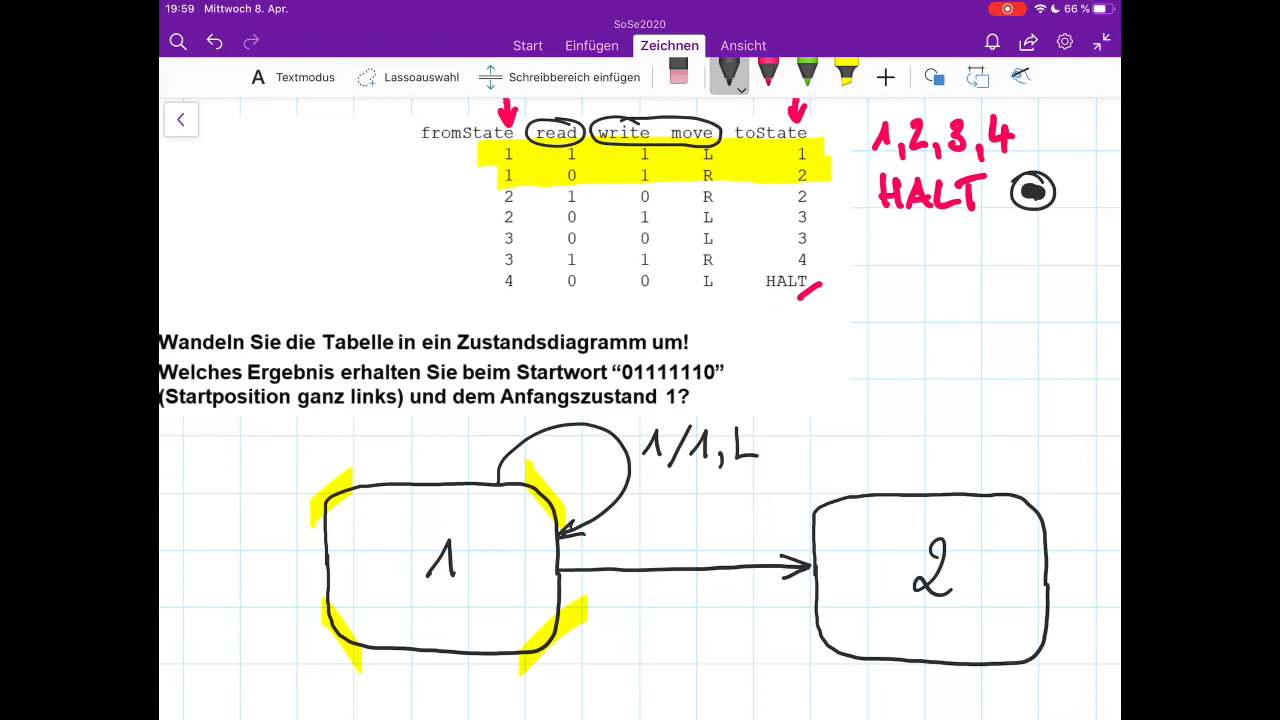 19:59 Mittwoch 8. Apr. 66 %
SoSe2020
Start Einfügen Zeichnen Ansicht
A Textmodus Lassoauswahl Schreibbereich einfügen
fromState read write move toState
1 1 1 L 1
1 0 1 R 2
2 1 0 R 2
2 0 1 L 3
3 0 0 L 3
3 1 1 R 4
4 0 0 L HALT
1,2,3,4
HALT
Wandeln Sie die Tabelle in ein Zustandsdiagramm um!
Welches Ergebnis erhalten Sie beim Startwort “01111110”
(Startposition ganz links) und dem Anfangszustand 1?
1/1, L
1
2